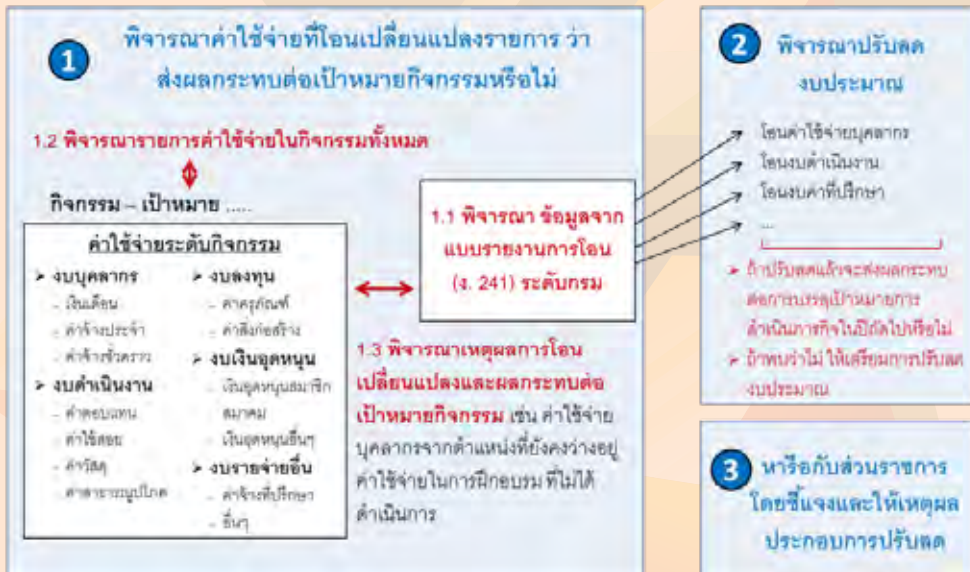 1
พิจารณาค่าใช้จ่ายที่โอนเปลี่ยนแปลงรายการ ว่า
ส่งผลกระทบต่อเป้าหมายกิจกรรมหรือไม่
1.2 พิจารณารายการค่าใช้จ่ายในกิจกรรมทั้งหมด
กิจกรรม – เป้าหมาย .....
ค่าใช้จ่ายระดับกิจกรรม
➤ งบบุคลากร
- เงินเดือน
- ค่าจ้างประจำ
- ค่าจ้างชั่วคราว
➤ งบดำเนินงาน
- ค่าตอบแทน
- ค่าใช้สอย
- ค่าวัสดุ
- ค่าสาธารณูปโภค
➤ งบลงทุน
- ค่าครุภัณฑ์
- ค่าสิ่งก่อสร้าง
➤ งบเงินอุดหนุน
- เงินอุดหนุนสมาชิก
สมาคม
- เงินอุดหนุนอื่นๆ
➤ งบรายจ่ายอื่น
- ค่าจ้างที่ปรึกษา
- อื่นๆ
1.1 พิจารณา ข้อมูลจาก
แบบรายงานการโอน
(ง. 241) ระดับกรม
1.3 พิจารณาเหตุผลการโอน
เปลี่ยนแปลงและผลกระทบต่อ
เป้าหมายกิจกรรม เช่น ค่าใช้จ่าย
บุคลากรจากตำแหน่งที่ยังคงว่างอยู่
ค่าใช้จ่ายในการฝึกอบรม ที่ไม่ได้
ดำเนินการ
2
พิจารณาปรับลด
งบประมาณ
โอนค่าใช้จ่ายบุคลากร
โอนงบดำเนินงาน
โอนงบค่าที่ปรึกษา
...
➤ ถ้าปรับลดแล้วจะส่งผลกระทบ
ต่อการบรรลุเป้าหมายการ
ดำเนินภารกิจในปีถัดไปหรือไม่
➤ ถ้าพบว่าไม่ ให้เตรียมการปรับลด
งบประมาณ
3
หารือกับส่วนราชการ
โดยชี้แจงและให้เหตุผล
ประกอบการปรับลด